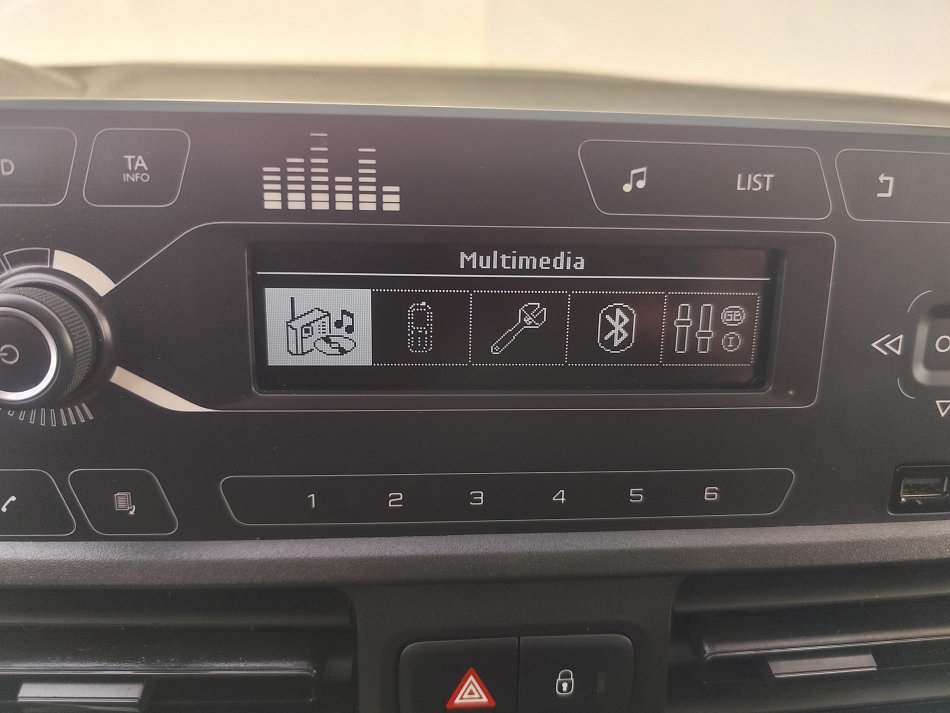 D
TA
INFO
LIST
Multimedia
GB
I
1 2 3 4 5 6